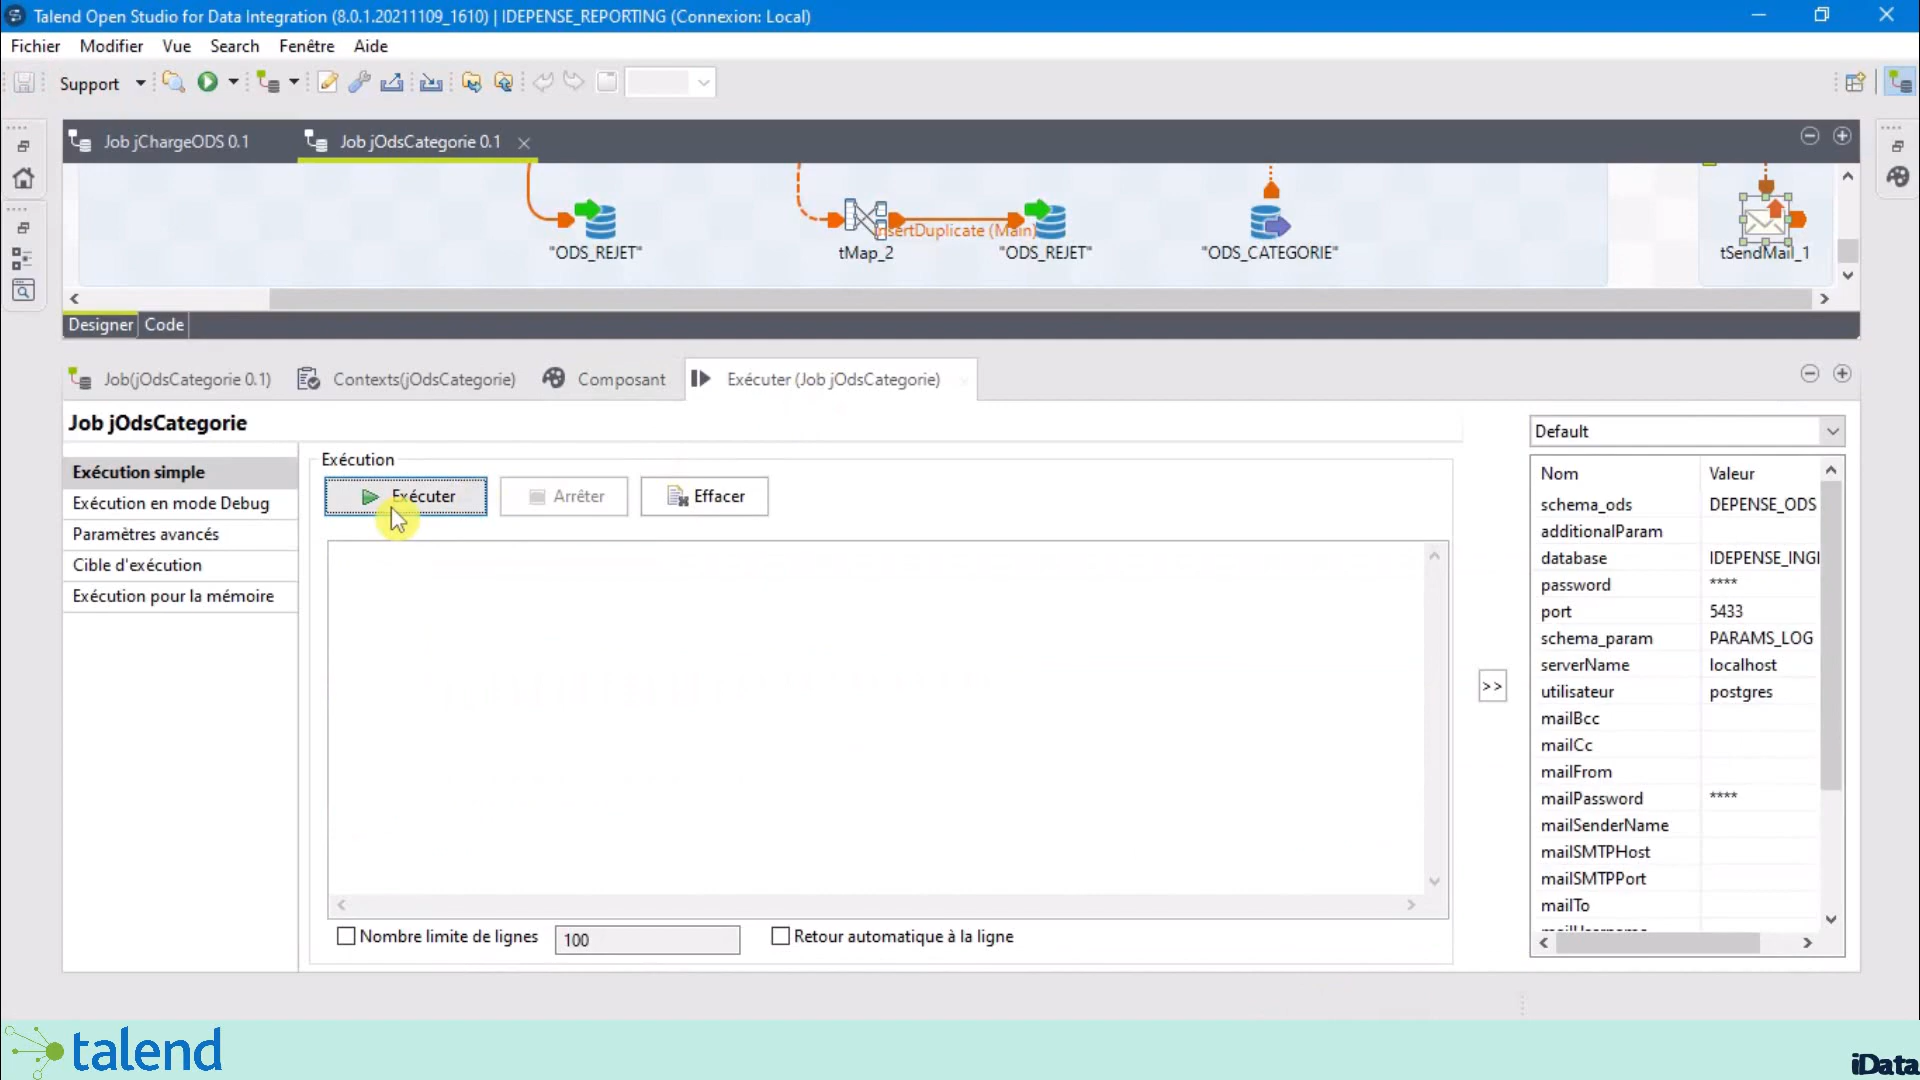 Talend Open Studio for Data Integration (8.0.1.20211109_1610) | IDEPENSE_REPORTING (Connexion: Local)
Fichier Modifier Vue Search Fenêtre Aide
Support
Job jChargeODS 0.1 Job jOdsCategorie 0.1
"ODS_REJET" tMap_2 insertDuplicate (Main) "ODS_REJET" "ODS_CATEGORIE" tSendMail_1
Designer Code
Job(jOdsCategorie 0.1) Contexts(jOdsCategorie) Composant Exécuter (Job jOdsCategorie)
Job jOdsCategorie
Exécution simple
Exécution en mode Debug
Paramètres avancés
Cible d'exécution
Exécution pour la mémoire
Exécution
Exécuter Arrêter Effacer
Nombre limite de lignes 100 Retour automatique à la ligne
>>
Default
Nom Valeur
schema_ods DEPENSE_ODS
additionalParam
database IDEPENSE_INGI
password ****
port 5433
schema_param PARAMS_LOG
serverName localhost
utilisateur postgres
mailBcc
mailCc
mailFrom
mailPassword ****
mailSenderName
mailSMTPHost
mailSMTPPort
mailTo
talend
iData